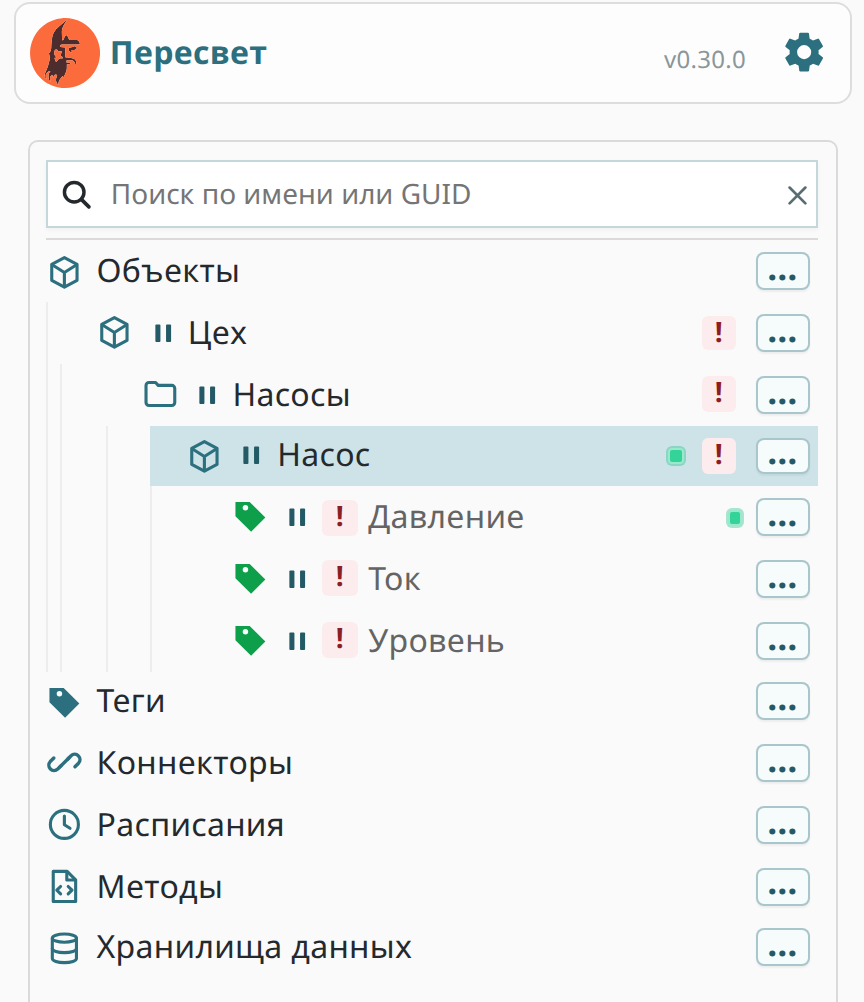 Пересвет v0.30.0
Поиск по имени или GUID
Объекты ...
Цех ! ...
Насосы ! ...
Насос ! ...
! Давление ...
! Ток ...
! Уровень ...
Теги ...
Коннекторы ...
Расписания ...
Методы ...
Хранилища данных ...